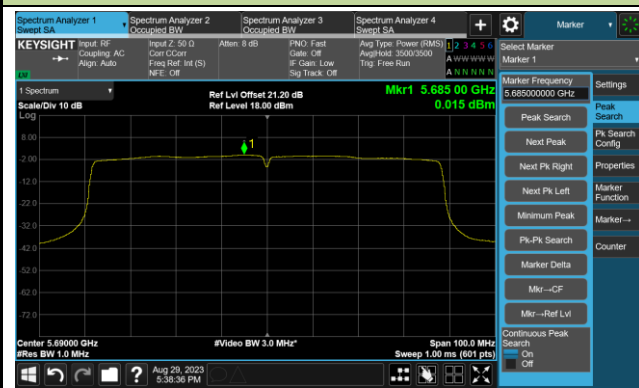 Spectrum Analyzer 1
Swept SA
Spectrum Analyzer 2
Occupied BW
Spectrum Analyzer 3
Occupied BW
Spectrum Analyzer 4
Swept SA
+
Marker
KEYSIGHT
Input: RF
Coupling: AC
Align: Auto
Input Z: 50 Ω
Corr CCorr
Freq Ref: Int (S)
NFE: Off
Atten: 8 dB
PNO: Fast
Gate: Off
IF Gain: Low
Sig Track: Off
Avg Type: Power (RMS)
Avg|Hold: 3500/3500
Trig: Free Run
1 2 3 4 5 6
A W W W W W
A N N N N N
LXI
Select Marker
Marker 1
1 Spectrum
Scale/Div 10 dB
Log
Ref Lvl Offset 21.20 dB
Ref Level 18.00 dBm
Mkr1 5.685 00 GHz
0.015 dBm
1
8.00
-2.00
-12.0
-22.0
-32.0
-42.0
-52.0
-62.0
-72.0
Center 5.69000 GHz
#Res BW 1.0 MHz
#Video BW 3.0 MHz*
Span 100.0 MHz
Sweep 1.00 ms (601 pts)
Marker Frequency
5.685000000 GHz
Peak Search
Next Peak
Next Pk Right
Next Pk Left
Minimum Peak
Pk-Pk Search
Marker Delta
Mkr→CF
Mkr→Ref Lvl
Continuous Peak
Search
On
Off
Settings
Peak
Search
Pk Search
Config
Properties
Marker
Function
Marker→
Counter
?
Aug 29, 2023
5:38:36 PM